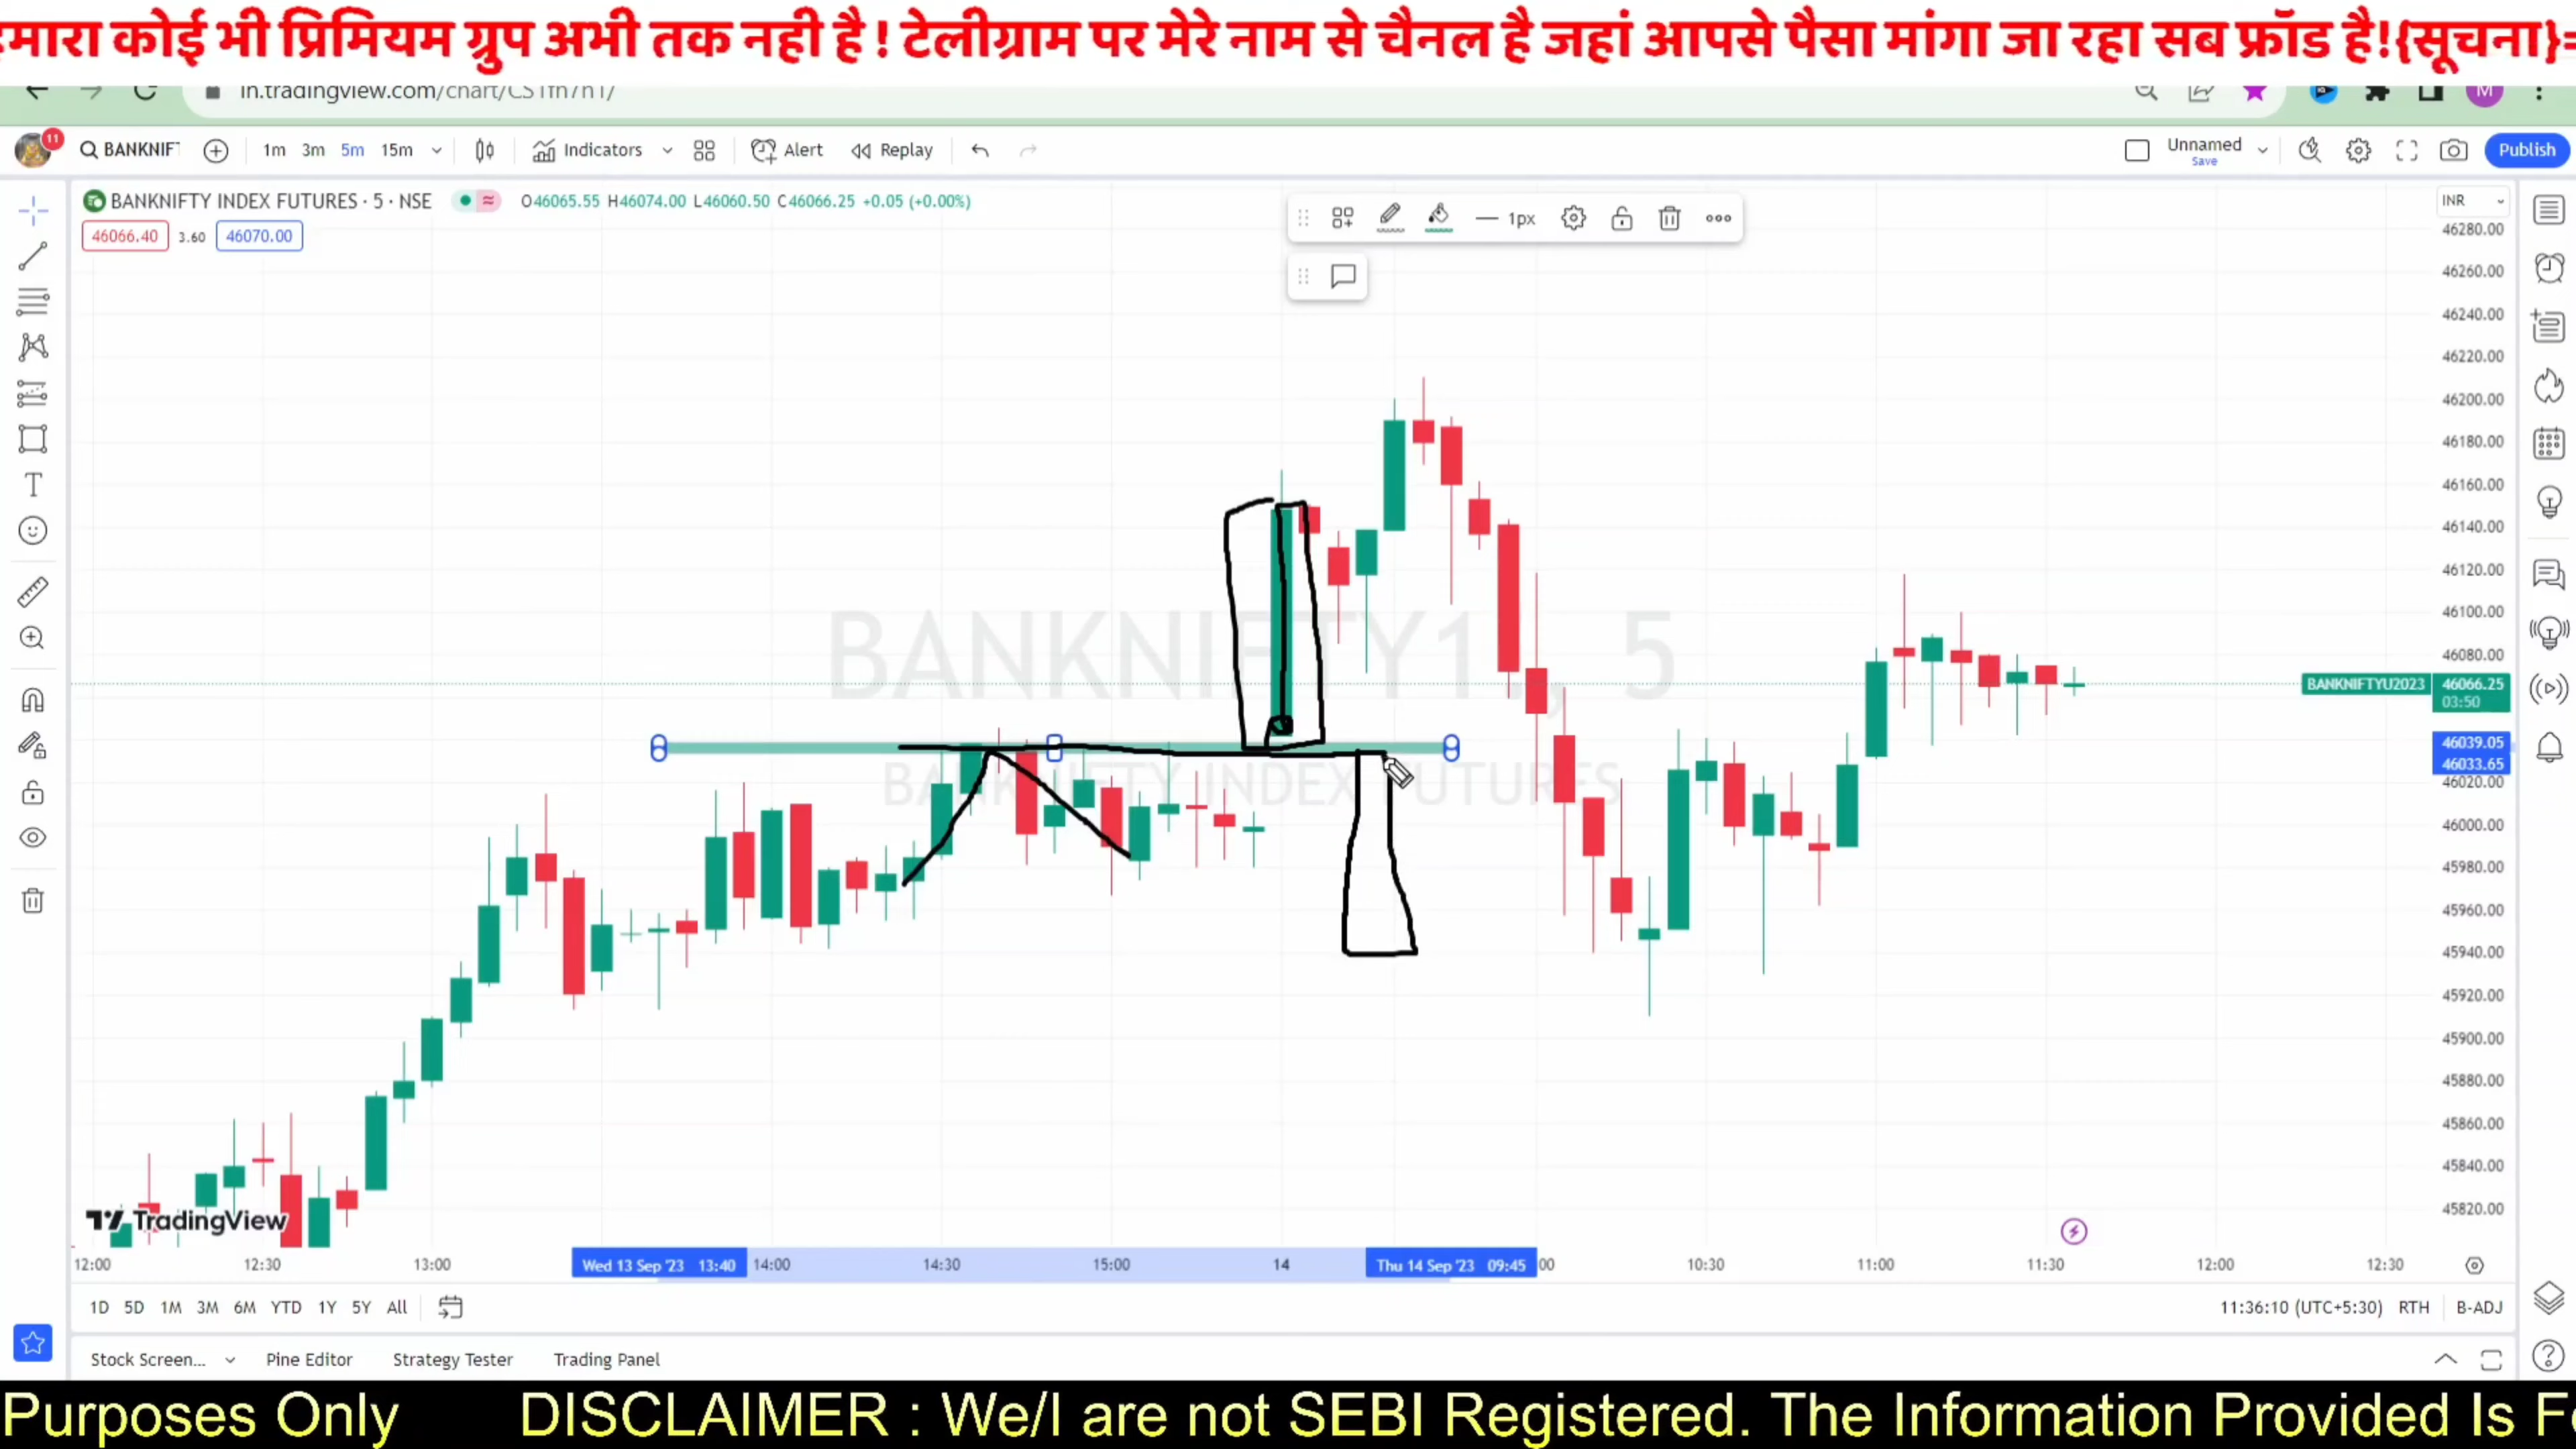 हमारा कोई भी प्रिमियम ग्रुप अभी तक नही है ! टेलीग्राम पर मेरे नाम से चैनल है जहां आपसे पैसा मांगा जा रहा सब फ्रॉड है!{सूचना}=
in.tradingview.com/chart/CS1fn7h1/
M
11
BANKNIFT
1m 3m 5m 15m
Indicators
Alert
Replay
Unnamed
Save
Publish
BANKNIFTY INDEX FUTURES · 5 · NSE
O46065.55 H46074.00 L46060.50 C46066.25 +0.05 (+0.00%)
46066.40 3.60 46070.00
1px
INR
46280.00
46260.00
46240.00
46220.00
46200.00
46180.00
46160.00
46140.00
46120.00
46100.00
46080.00
BANKNIFTYU2023 46066.25
03:50
46039.05
46033.65
46020.00
46000.00
45980.00
45960.00
45940.00
45920.00
45900.00
45880.00
45860.00
45840.00
45820.00
BANKNIFTY1!, 5
BANKNIFTY INDEX FUTURES
TradingView
12:00 12:30 13:00 Wed 13 Sep '23 13:40 14:00 14:30 15:00 14 Thu 14 Sep '23 09:45 00 10:30 11:00 11:30 12:00 12:30
1D 5D 1M 3M 6M YTD 1Y 5Y All
11:36:10 (UTC+5:30) RTH B-ADJ
Stock Screen... Pine Editor Strategy Tester Trading Panel
Purposes Only DISCLAIMER : We/I are not SEBI Registered. The Information Provided Is F